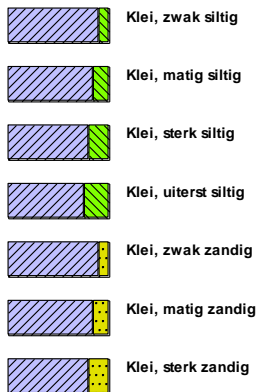 Klei, zwak siltig
Klei, matig siltig
Klei, sterk siltig
Klei, uiterst siltig
Klei, zwak zandig
Klei, matig zandig
Klei, sterk zandig